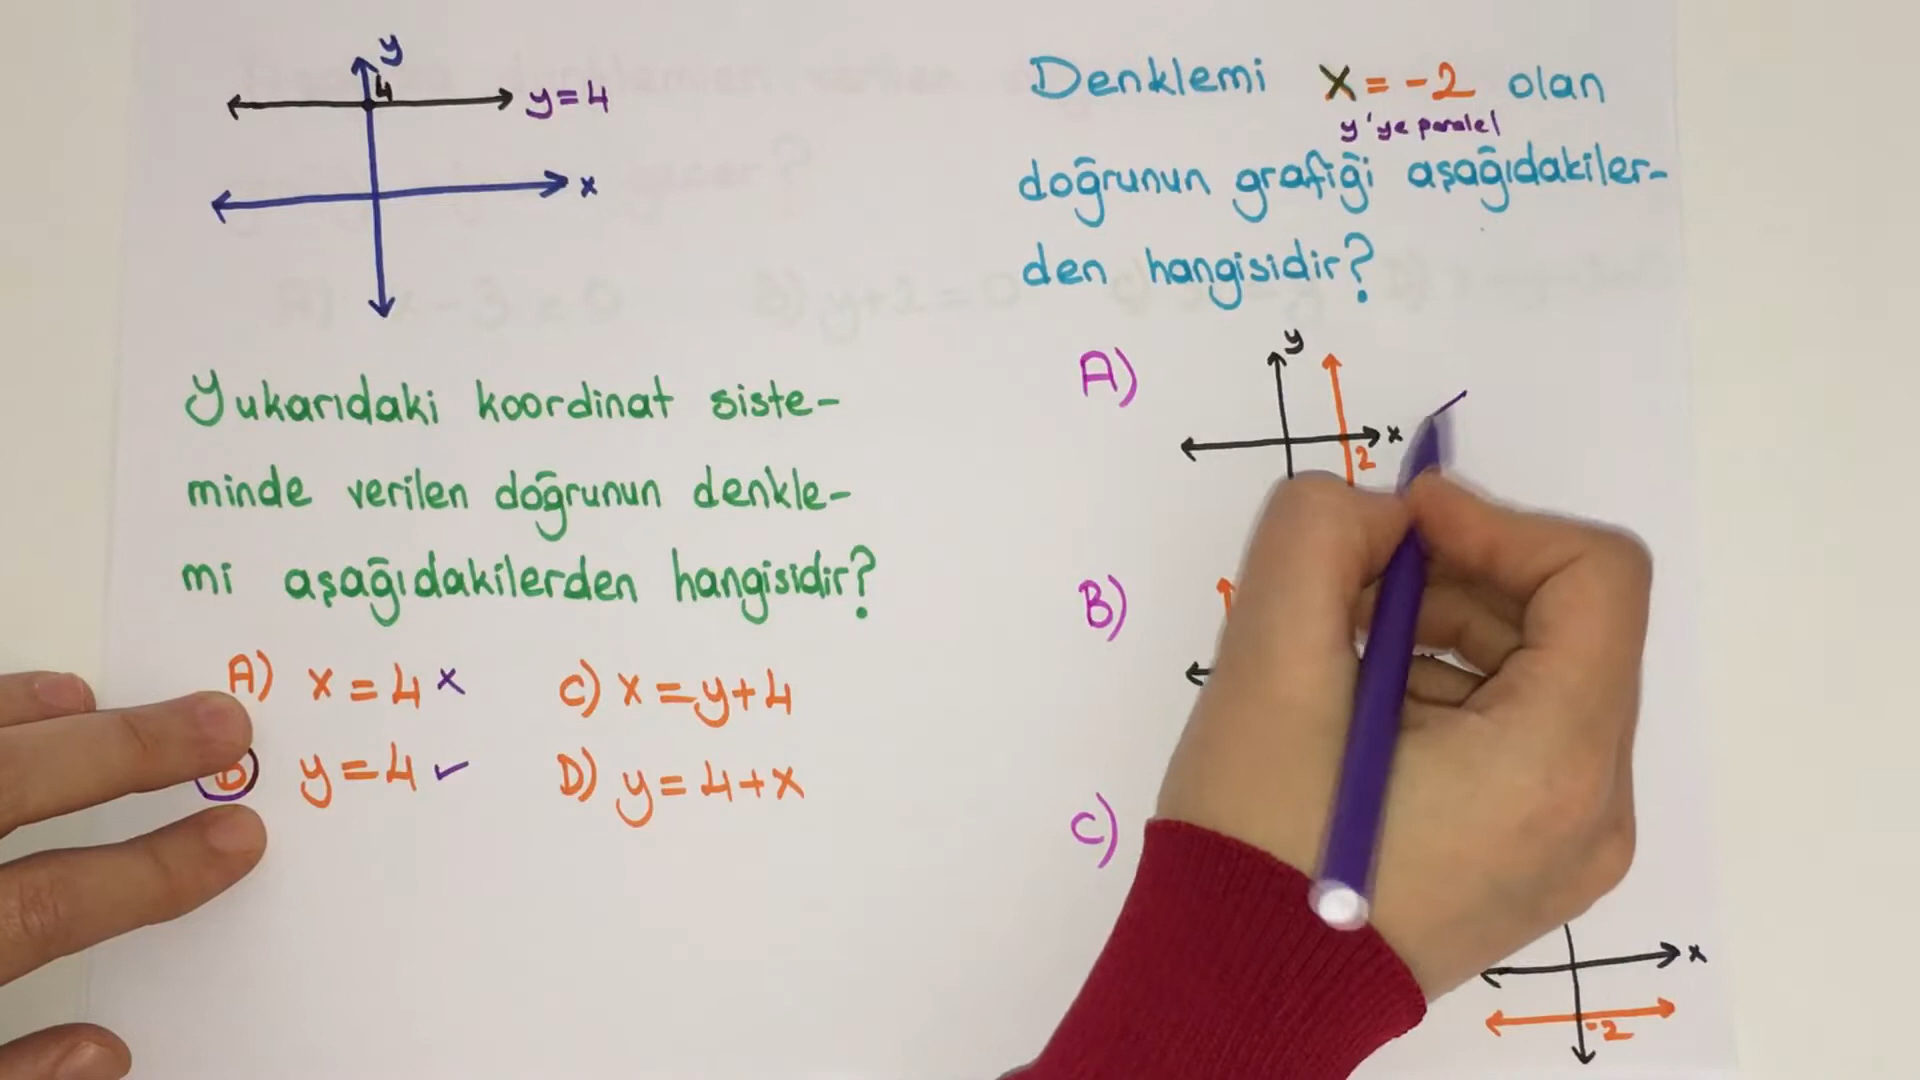 y
4
y=4
x
Yukarıdaki koordinat siste-
minde verilen doğrunun denkle-
mi aşağıdakilerden hangisidir?
A) x=4 x
C) x=y+4
B) y=4 ✓
D) y=4+x
Denklemi x=-2 olan
y'ye paralel
doğrunun grafiği aşağıdakiler-
den hangisidir?
A)
y
x
2
B)
C)
x
-2